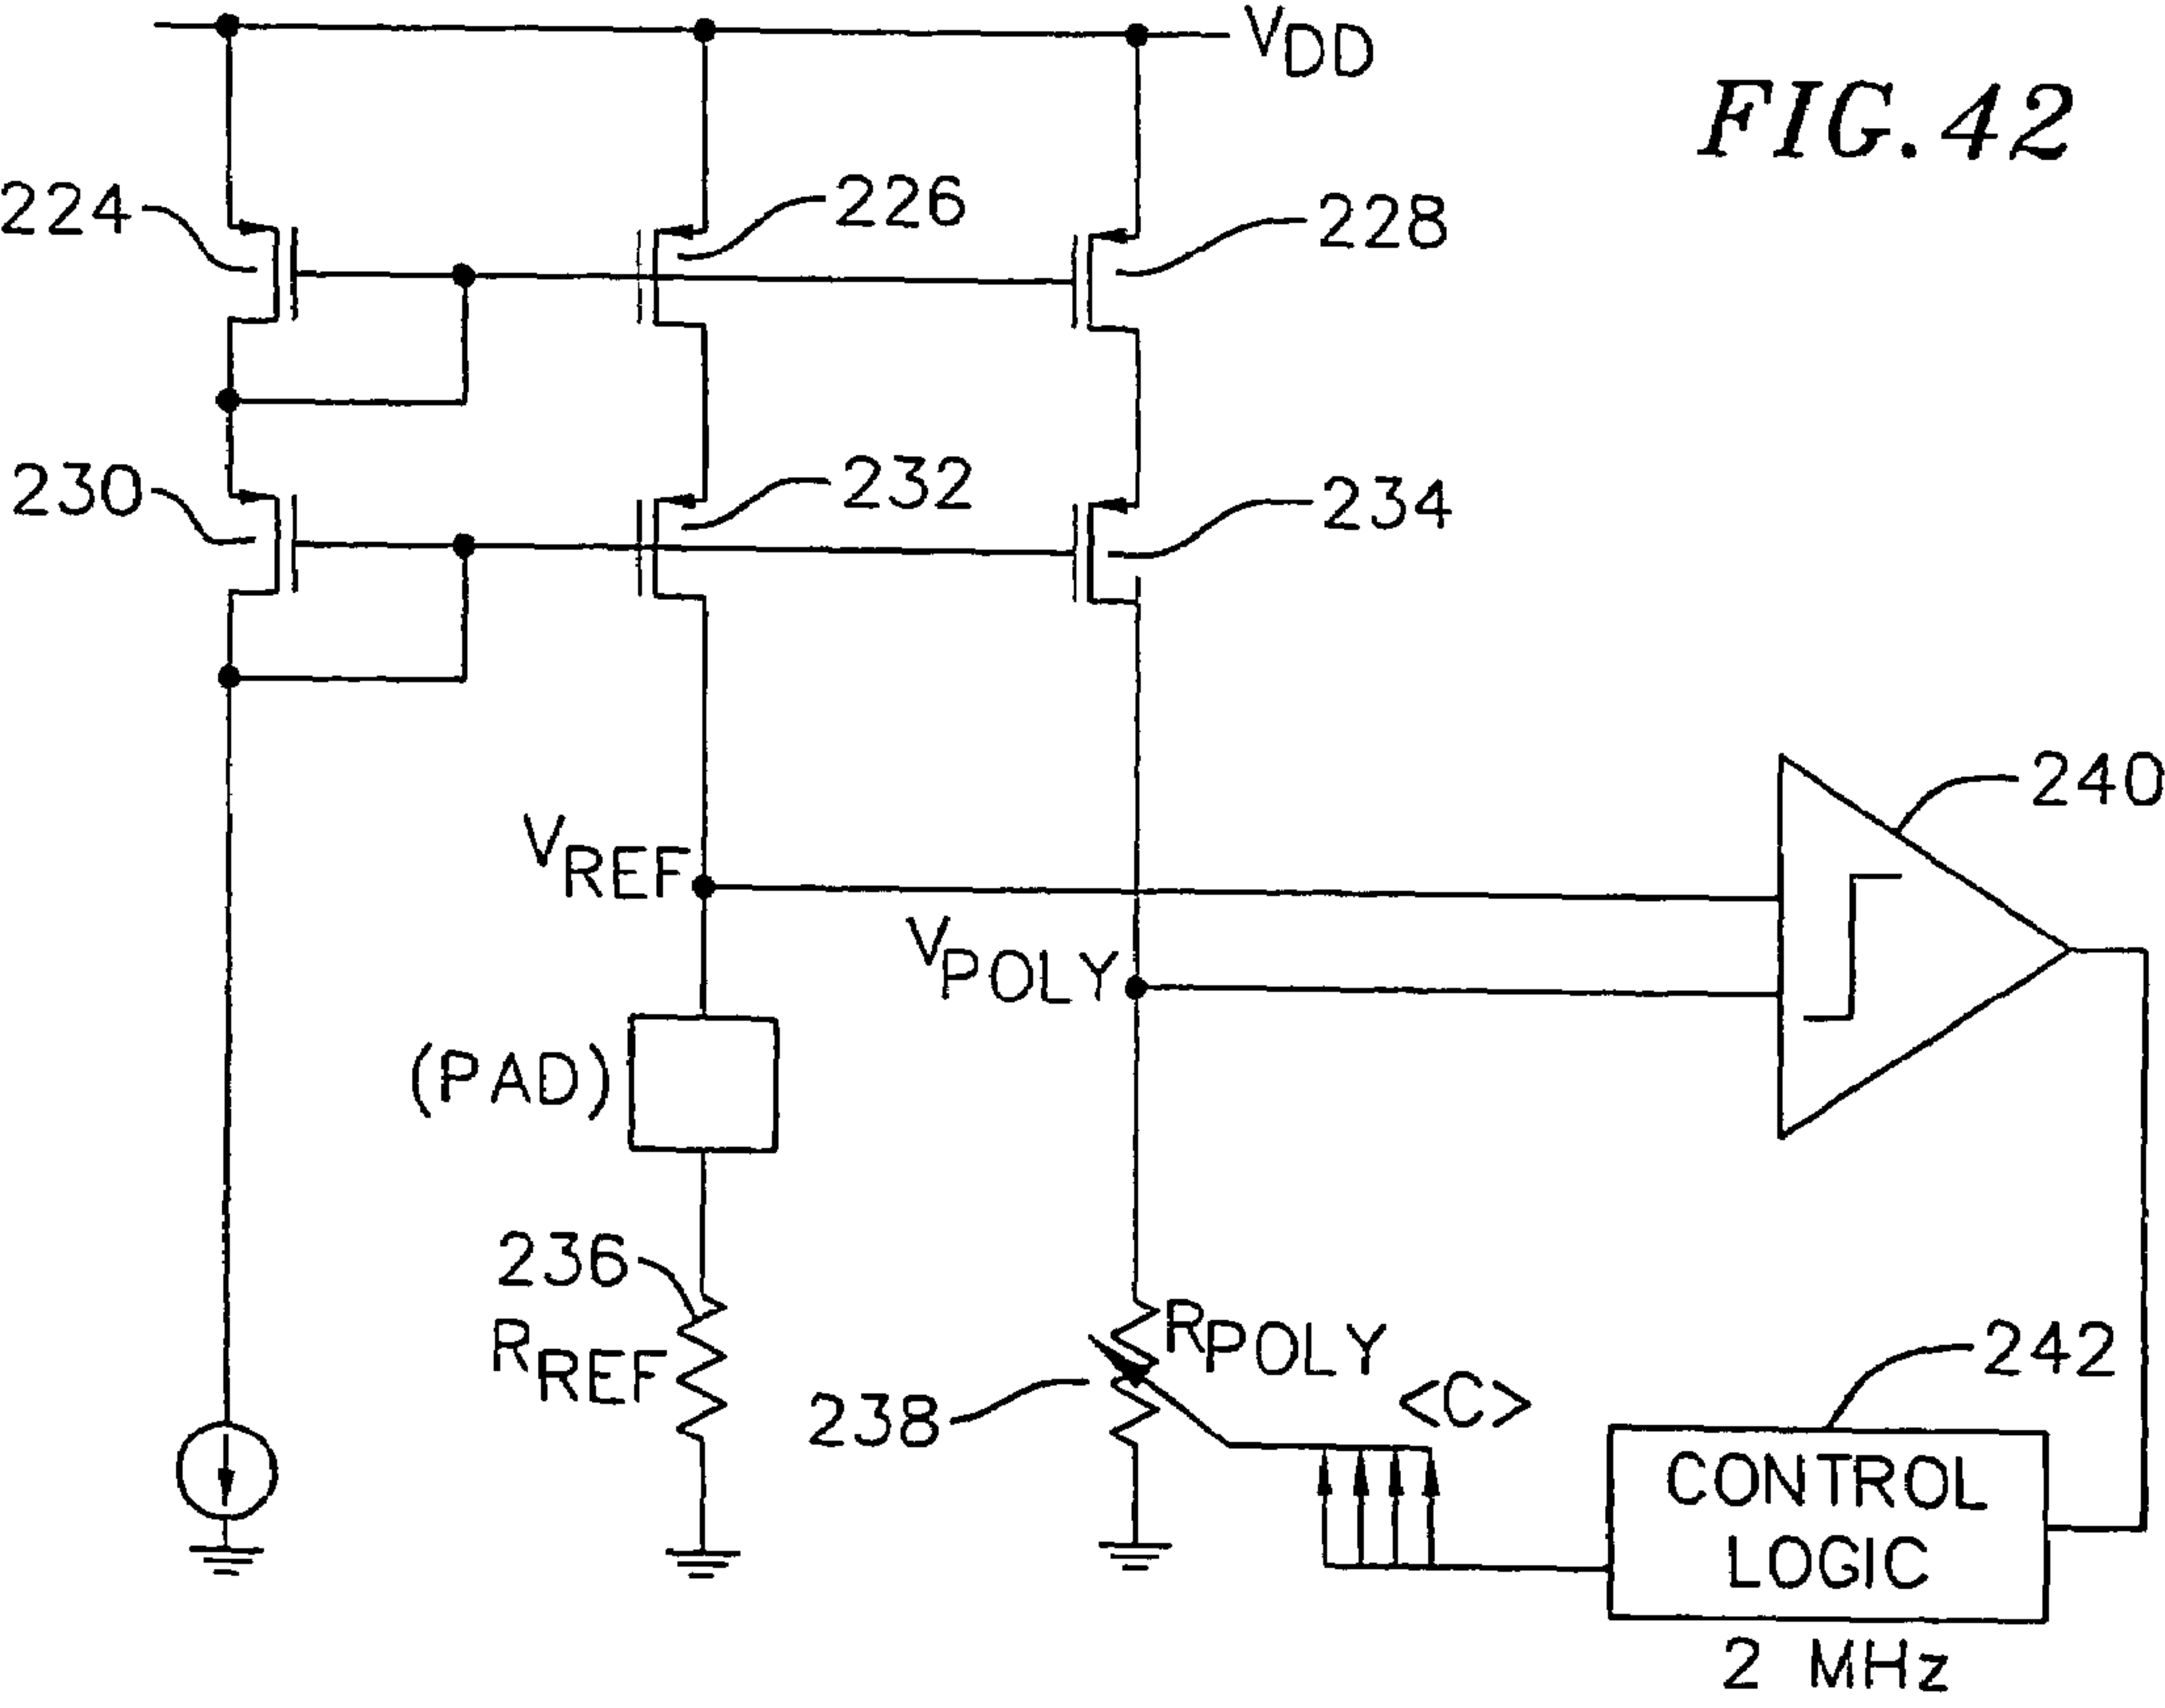 VDD
FIG. 42
224
226
228
230
232
234
240
VREF
VPOLY
(PAD)
236
RREF
RPOLY
238
<C>
242
CONTROL
LOGIC
2 MHz